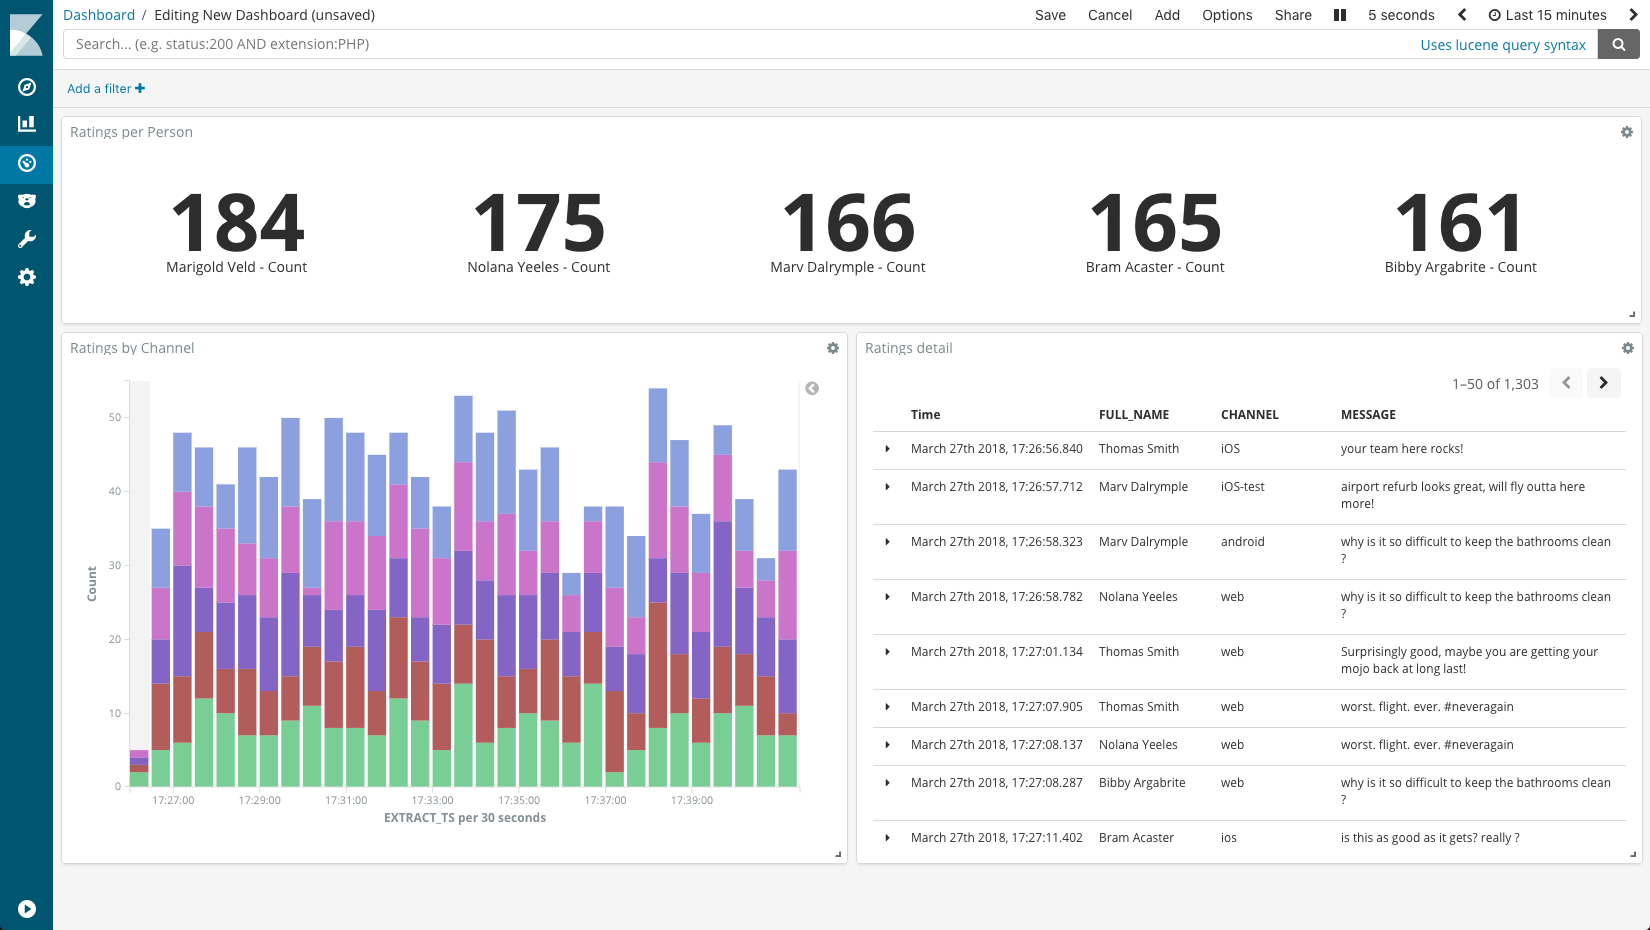 Dashboard / Editing New Dashboard (unsaved)
Save Cancel Add Options Share 5 seconds Last 15 minutes
Search... (e.g. status:200 AND extension:PHP)
Uses lucene query syntax
Add a filter
Ratings per Person
184 175 166 165 161
Marigold Veld - Count Nolana Yeeles - Count Marv Dalrymple - Count Bram Acaster - Count Bibby Argabrite - Count
Ratings by Channel
50
40
30
20
10
0
Count
17:27:00 17:29:00 17:31:00 17:33:00 17:35:00 17:37:00 17:39:00
EXTRACT_TS per 30 seconds
Ratings detail
1–50 of 1,303
Time FULL_NAME CHANNEL MESSAGE
March 27th 2018, 17:26:56.840 Thomas Smith iOS your team here rocks!
March 27th 2018, 17:26:57.712 Marv Dalrymple iOS-test airport refurb looks great, will fly outta here
more!
March 27th 2018, 17:26:58.323 Marv Dalrymple android why is it so difficult to keep the bathrooms clean
?
March 27th 2018, 17:26:58.782 Nolana Yeeles web why is it so difficult to keep the bathrooms clean
?
March 27th 2018, 17:27:01.134 Thomas Smith web Surprisingly good, maybe you are getting your
mojo back at long last!
March 27th 2018, 17:27:07.905 Thomas Smith web worst. flight. ever. #neveragain
March 27th 2018, 17:27:08.137 Nolana Yeeles web worst. flight. ever. #neveragain
March 27th 2018, 17:27:08.287 Bibby Argabrite web why is it so difficult to keep the bathrooms clean
?
March 27th 2018, 17:27:11.402 Bram Acaster ios is this as good as it gets? really ?